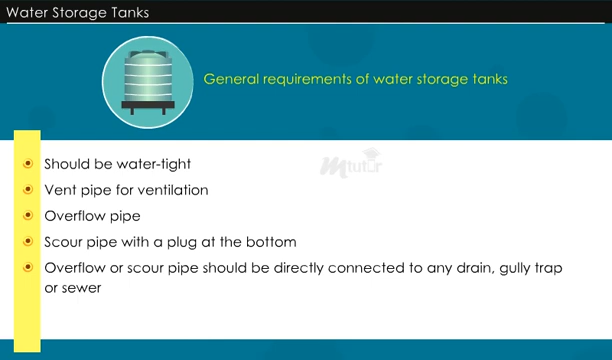 Water Storage Tanks
General requirements of water storage tanks
Should be water-tight
Vent pipe for ventilation
Overflow pipe
Scour pipe with a plug at the bottom
Overflow or scour pipe should be directly connected to any drain, gully trap
or sewer
mtutor